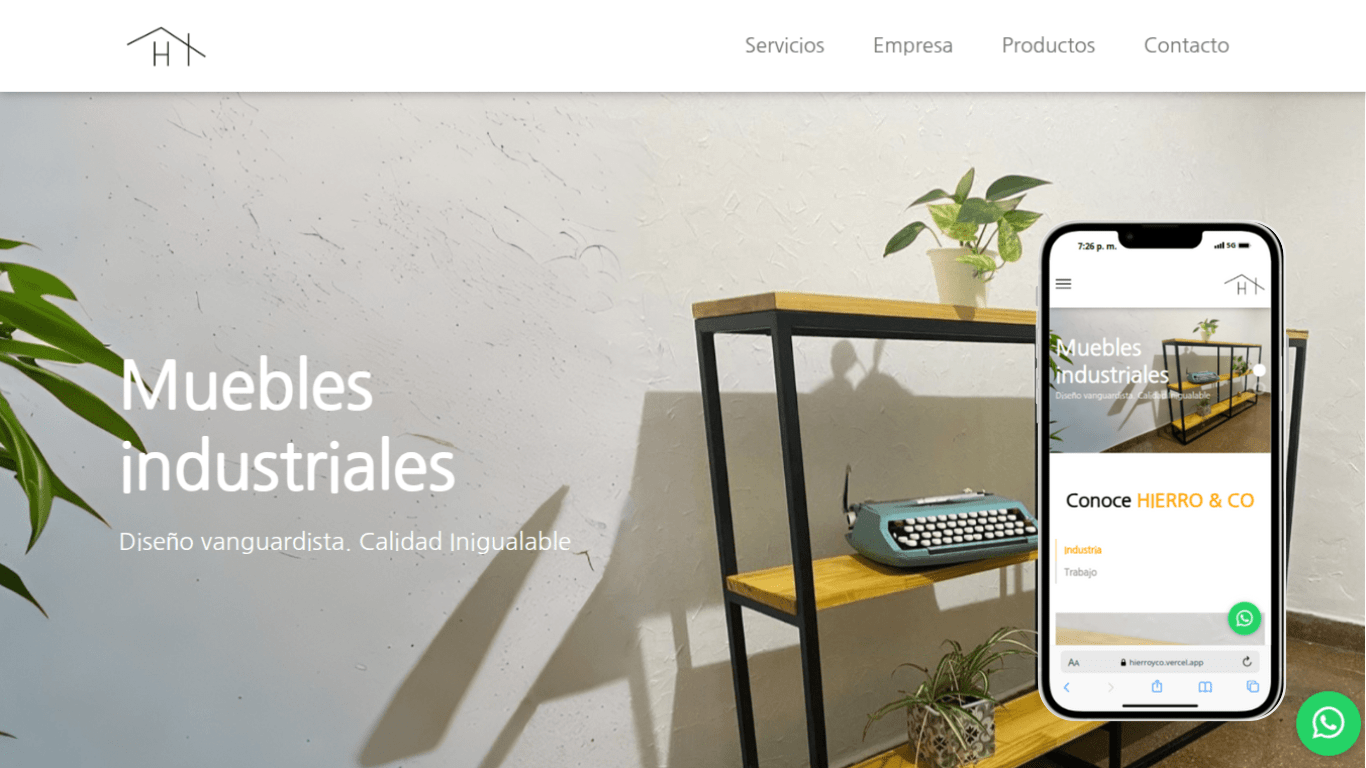 H
Servicios Empresa Productos Contacto
Muebles
industriales
Diseño vanguardista. Calidad Inigualable
7:26 p. m. 5G
H
Muebles
industriales
Diseño vanguardista. Calidad Inigualable
Conoce HIERRO & CO
Industria
Trabajo
AA hierroyco.vercel.app